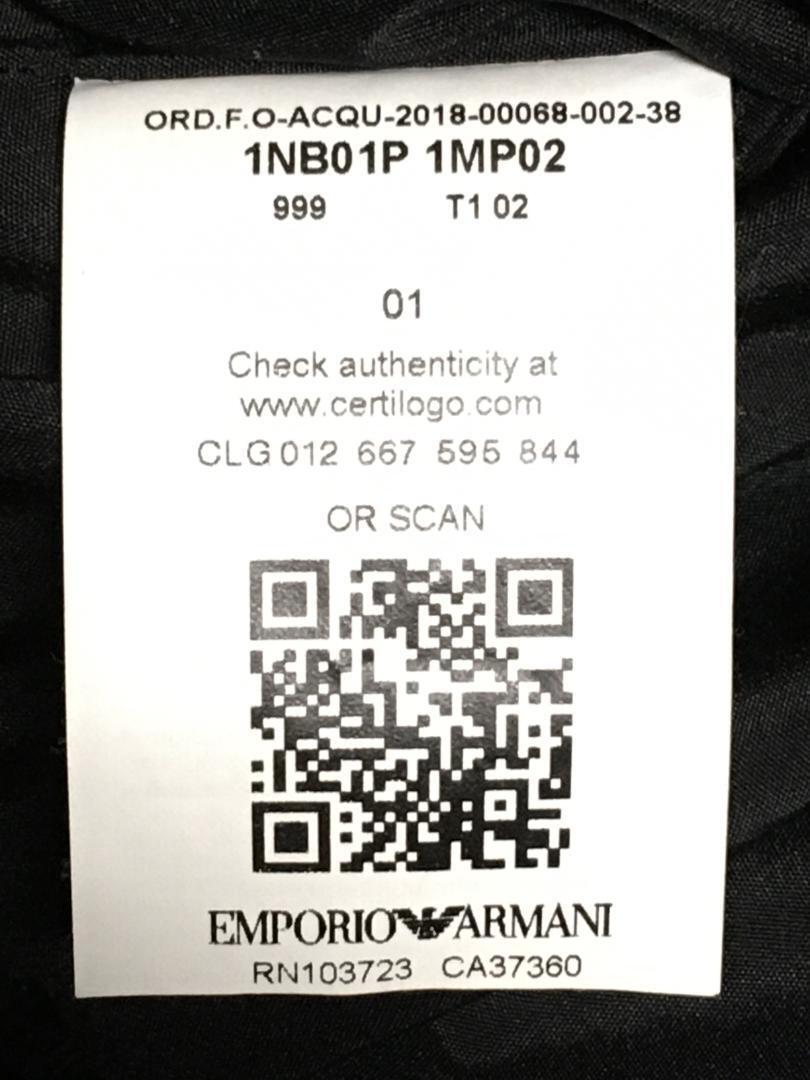 ORD.F.O-ACQU-2018-00068-002-38
1NB01P 1MP02
999 T1 02
01
Check authenticity at
www.certilogo.com
CLG 012 667 595 844
OR SCAN
EMPORIO ARMANI
RN103723 CA37360